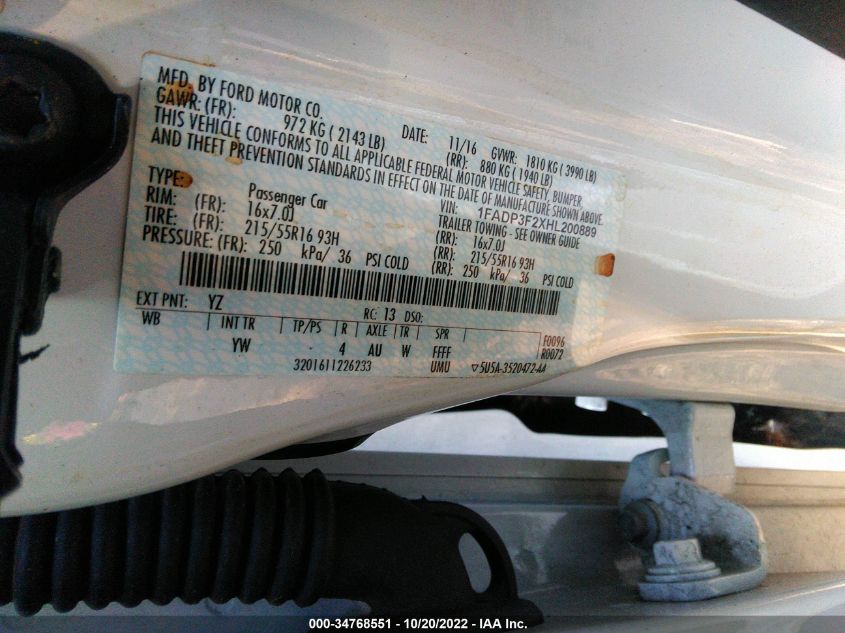 MFD. BY FORD MOTOR CO.
DATE: 11/16 GVWR: 1810 KG ( 3990 LB)
GAWR: (FR): 972 KG ( 2143 LB) (RR): 880 KG ( 1940 LB)
THIS VEHICLE CONFORMS TO ALL APPLICABLE FEDERAL MOTOR VEHICLE SAFETY, BUMPER
AND THEFT PREVENTION STANDARDS IN EFFECT ON THE DATE OF MANUFACTURE SHOWN ABOVE.
VIN: 1FADP3F2XHL200889
TYPE: Passenger Car TRAILER TOWING - SEE OWNER GUIDE
RIM: (FR): 16x7.0J (RR): 16x7.0J
TIRE: (FR): 215/55R16 93H (RR): 215/55R16 93H
PRESSURE: (FR): 250 kPa/ 36 PSI COLD (RR): 250 kPa/ 36 PSI COLD
EXT PNT: YZ RC: 13 DSO:
WB INT TR TP/PS R AXLE TR SPR F0096
YW 4 AU W FFFF R0072
3201611226233 UMU ▽5U5A-3520472-AA
000-34768551 - 10/20/2022 - IAA Inc.